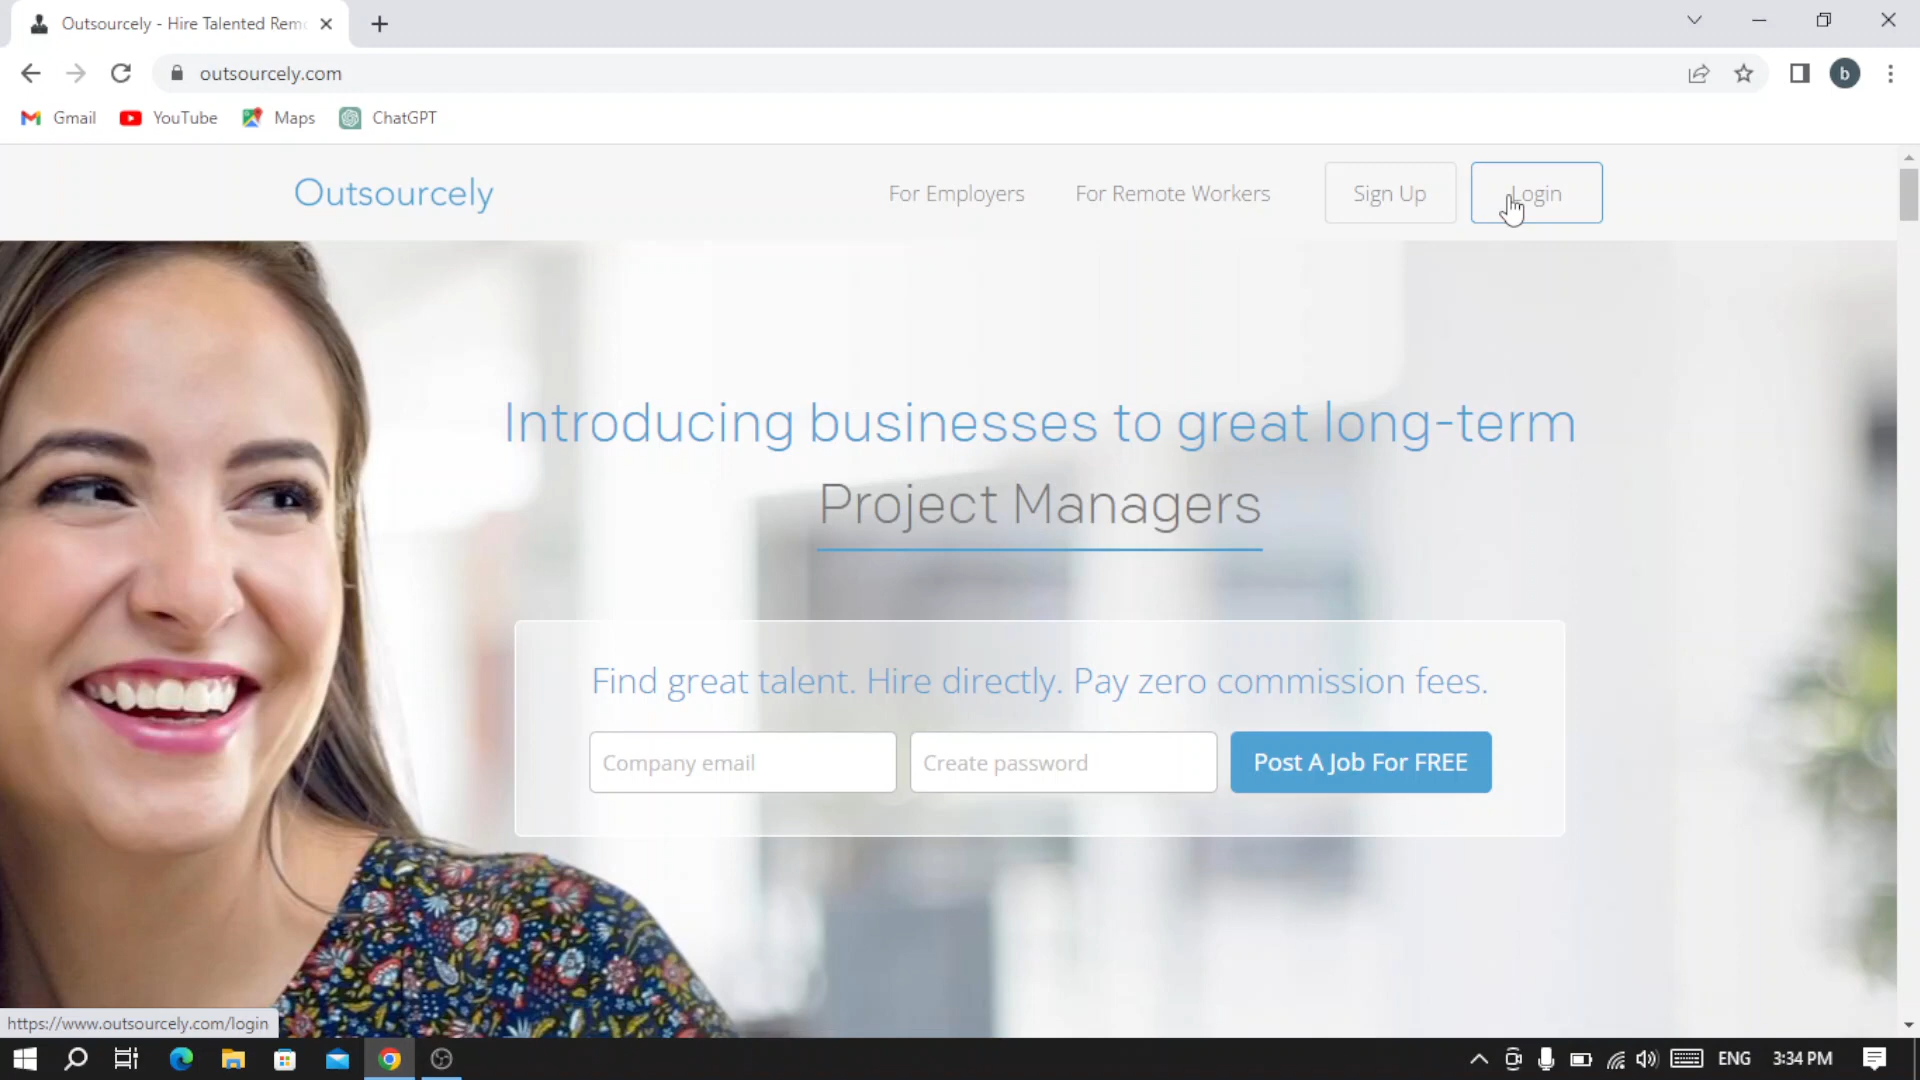 Outsourcely - Hire Talented Rem
outsourcely.com
b
Gmail YouTube Maps ChatGPT
Outsourcely For Employers For Remote Workers Sign Up Login
Introducing businesses to great long-term
Project Managers
Find great talent. Hire directly. Pay zero commission fees.
Company email Create password Post A Job For FREE
https://www.outsourcely.com/login
ENG 3:34 PM